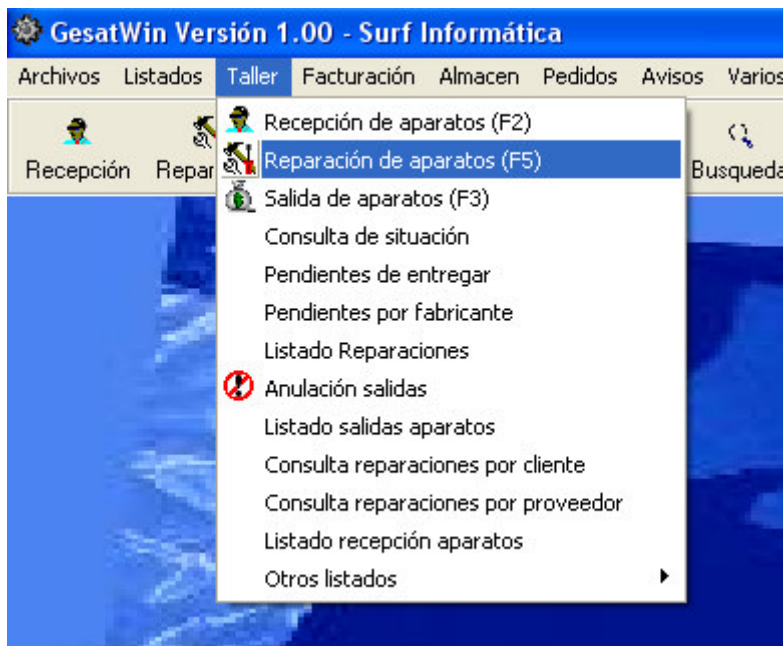 GesatWin Versión 1.00 - Surf Informática
Archivos Listados Taller Facturación Almacen Pedidos Avisos Varios
Recepción Repar Busqueda
Recepción de aparatos (F2)
Reparación de aparatos (F5)
Salida de aparatos (F3)
Consulta de situación
Pendientes de entregar
Pendientes por fabricante
Listado Reparaciones
Anulación salidas
Listado salidas aparatos
Consulta reparaciones por cliente
Consulta reparaciones por proveedor
Listado recepción aparatos
Otros listados